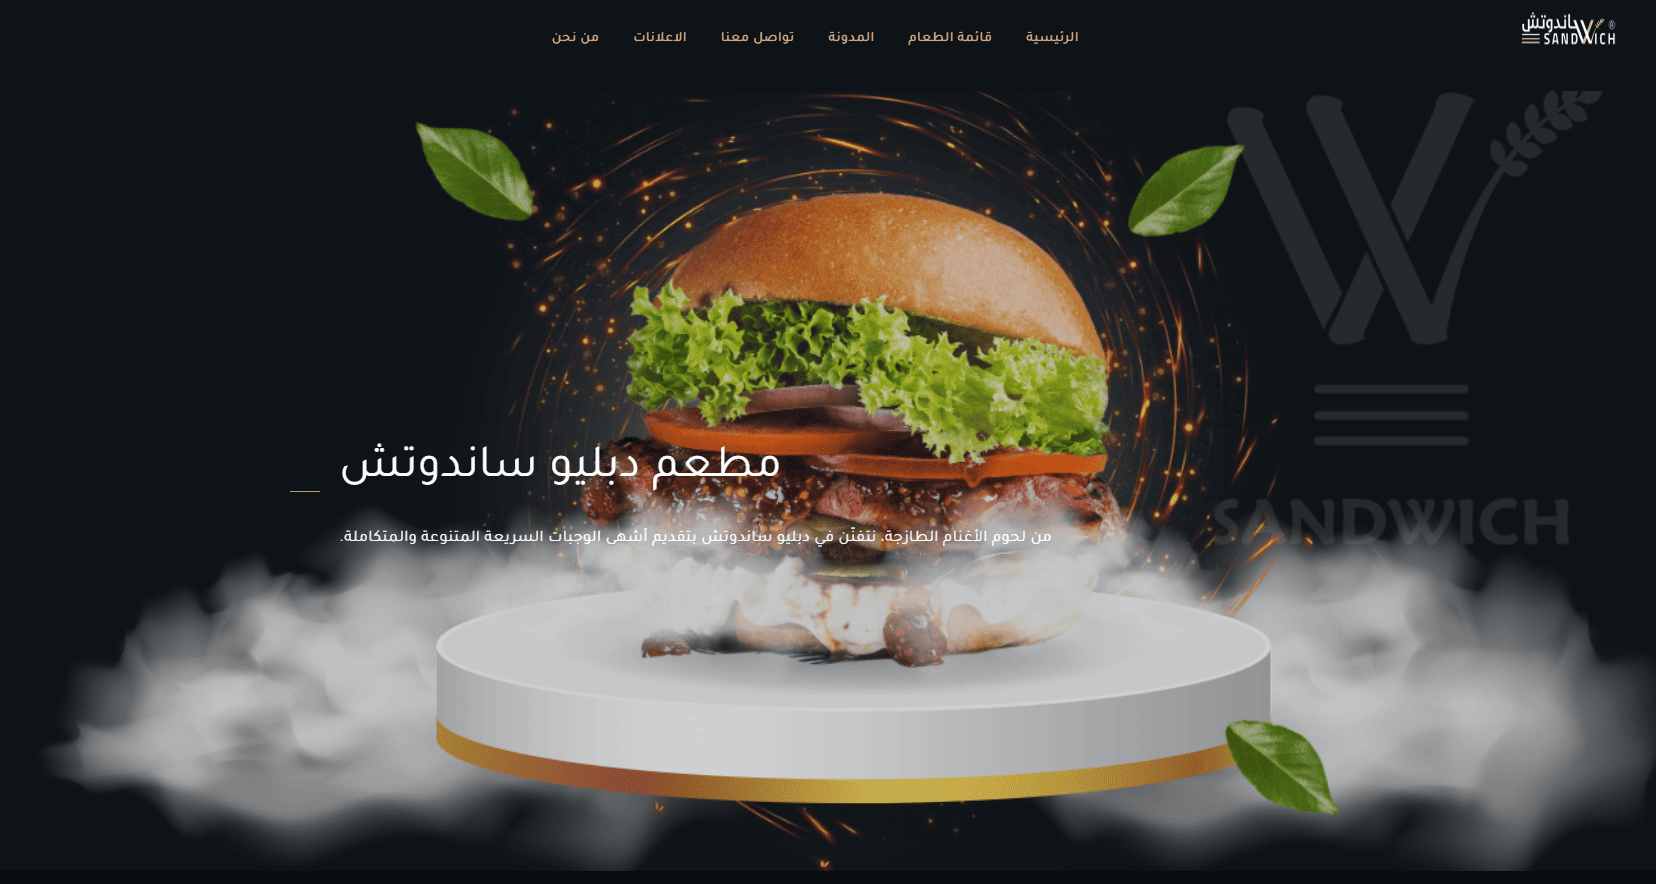 ساندوتش ®
SANDWICH
الرئيسية
قائمة الطعام
المدونة
تواصل معنا
الاعلانات
من نحن
W
SANDWICH
مطعم دبليو ساندوتش
من لحوم الأغنام الطازجة. نتفنّن في دبليو ساندوتش بتقديم أشهى الوجبات السريعة المتنوعة والمتكاملة.